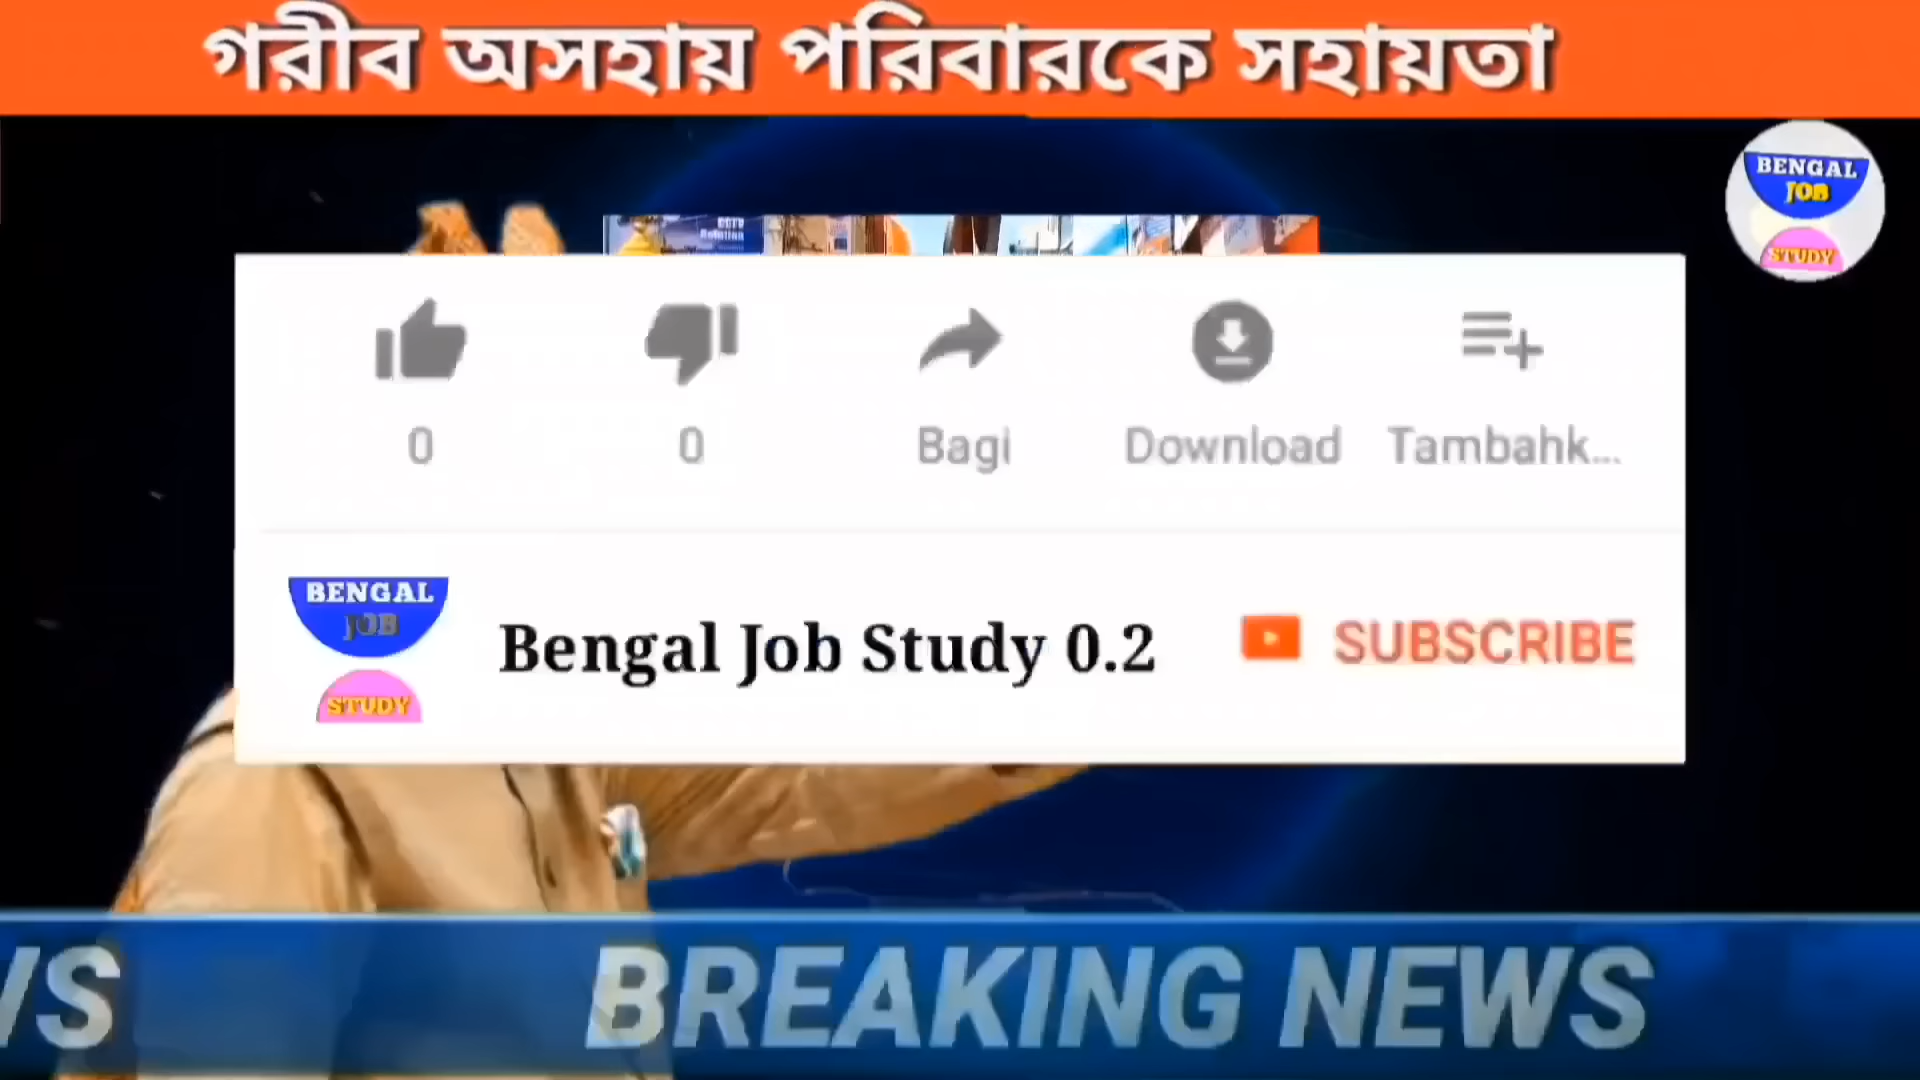 গরীব অসহায় পরিবারকে সহায়তা
BENGAL
JOB
STUDY
0
0
Bagi
Download
Tambahk...
BENGAL
JOB
STUDY
Bengal Job Study 0.2
SUBSCRIBE
WS
BREAKING NEWS